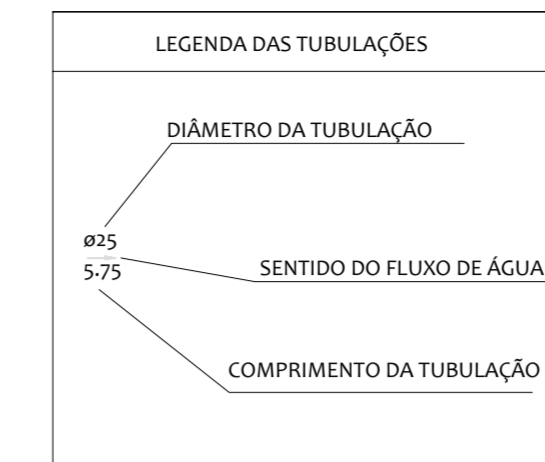 LEGENDA DAS TUBULAÇÕES
DIÂMETRO DA TUBULAÇÃO
ø25
5.75
SENTIDO DO FLUXO DE ÁGUA
COMPRIMENTO DA TUBULAÇÃO